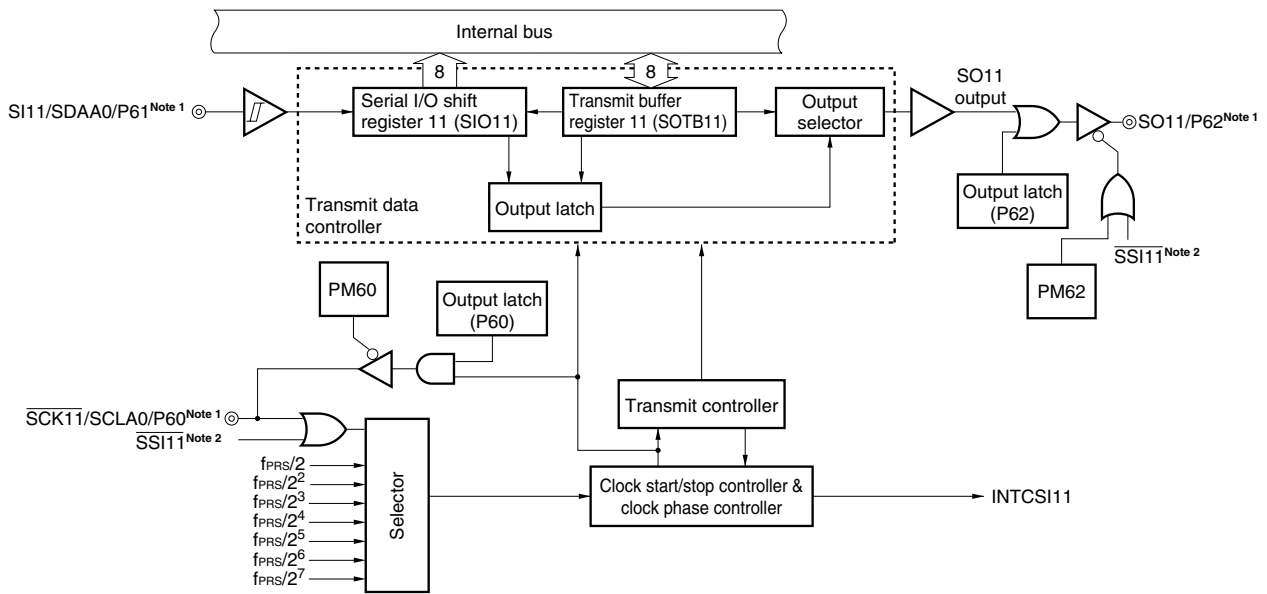 Internal bus
8
8
SI11/SDAA0/P61Note 1
Serial I/O shift
register 11 (SIO11)
Transmit buffer
register 11 (SOTB11)
Output
selector
SO11
output
SO11/P62Note 1
Output latch
Transmit data
controller
Output latch
(P62)
SSI11Note 2
PM62
PM60
Output latch
(P60)
Transmit controller
SCK11/SCLA0/P60Note 1
SSI11Note 2
fPRS/2
fPRS/2²
fPRS/2³
fPRS/2⁴
fPRS/2⁵
fPRS/2⁶
fPRS/2⁷
Selector
Clock start/stop controller &
clock phase controller
INTCSI11